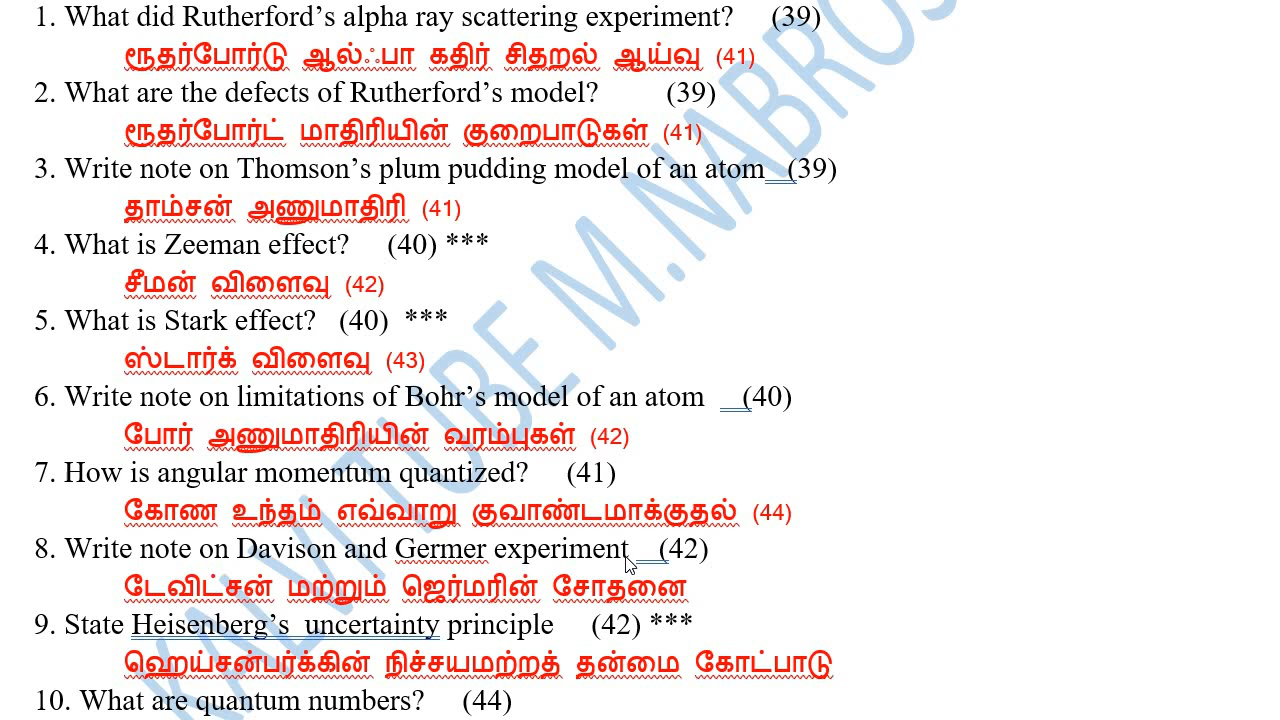 1. What did Rutherford’s alpha ray scattering experiment? (39)
ரூதர்போர்டு ஆல்ஃபா கதிர் சிதறல் ஆய்வு (41)
2. What are the defects of Rutherford’s model? (39)
ரூதர்போர்ட் மாதிரியின் குறைபாடுகள் (41)
3. Write note on Thomson’s plum pudding model of an atom (39)
தாம்சன் அணுமாதிரி (41)
4. What is Zeeman effect? (40) ***
சீமன் விளைவு (42)
5. What is Stark effect? (40) ***
ஸ்டார்க் விளைவு (43)
6. Write note on limitations of Bohr’s model of an atom (40)
போர் அணுமாதிரியின் வரம்புகள் (42)
7. How is angular momentum quantized? (41)
கோண உந்தம் எவ்வாறு குவாண்டமாக்குதல் (44)
8. Write note on Davison and Germer experiment (42)
டேவிட்சன் மற்றும் ஜெர்மரின் சோதனை
9. State Heisenberg’s uncertainty principle (42) ***
ஹெய்சன்பர்க்கின் நிச்சயமற்றத் தன்மை கோட்பாடு
10. What are quantum numbers? (44)
KALVI TUBE M.NABROS